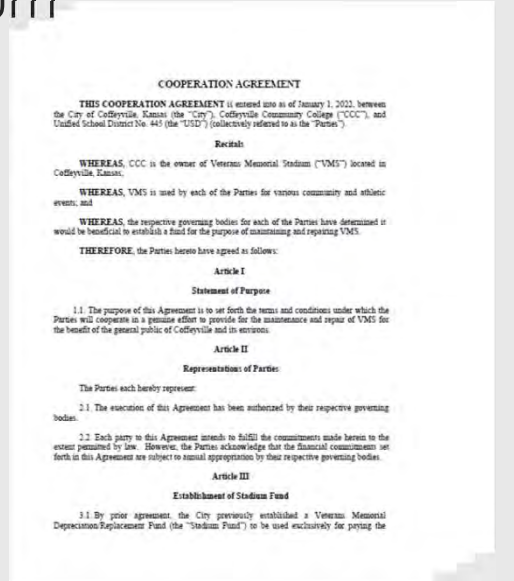 COOPERATION AGREEMENT
THIS COOPERATION AGREEMENT is entered into as of January 1, 2022, between
the City of Coffeyville, Kansas (the "City"), Coffeyville Community College ("CCC"), and
Unified School District No. 445 (the "USD") (collectively referred to as the "Parties").
Recitals
WHEREAS, CCC is the owner of Veterans Memorial Stadium ("VMS") located in
Coffeyville, Kansas;
WHEREAS, VMS is used by each of the Parties for various community and athletic
events; and
WHEREAS, the respective governing bodies for each of the Parties have determined it
would be beneficial to establish a fund for the purpose of maintaining and repairing VMS.
THEREFORE, the Parties hereto have agreed as follows:
Article I
Statement of Purpose
1.1. The purpose of this Agreement is to set forth the terms and conditions under which the
Parties will cooperate in a genuine effort to provide for the maintenance and repair of VMS for
the benefit of the general public of Coffeyville and its environs.
Article II
Representations of Parties
The Parties each hereby represent:
2.1. The execution of this Agreement has been authorized by their respective governing
bodies.
2.2. Each party to this Agreement intends to fulfill the commitments made herein to the
extent permitted by law. However, the Parties acknowledge that the financial commitments set
forth in this Agreement are subject to annual appropriation by their respective governing bodies.
Article III
Establishment of Stadium Fund
3.1. By prior agreement, the City previously established a Veterans Memorial
Depreciation/Replacement Fund (the "Stadium Fund") to be used exclusively for paying the